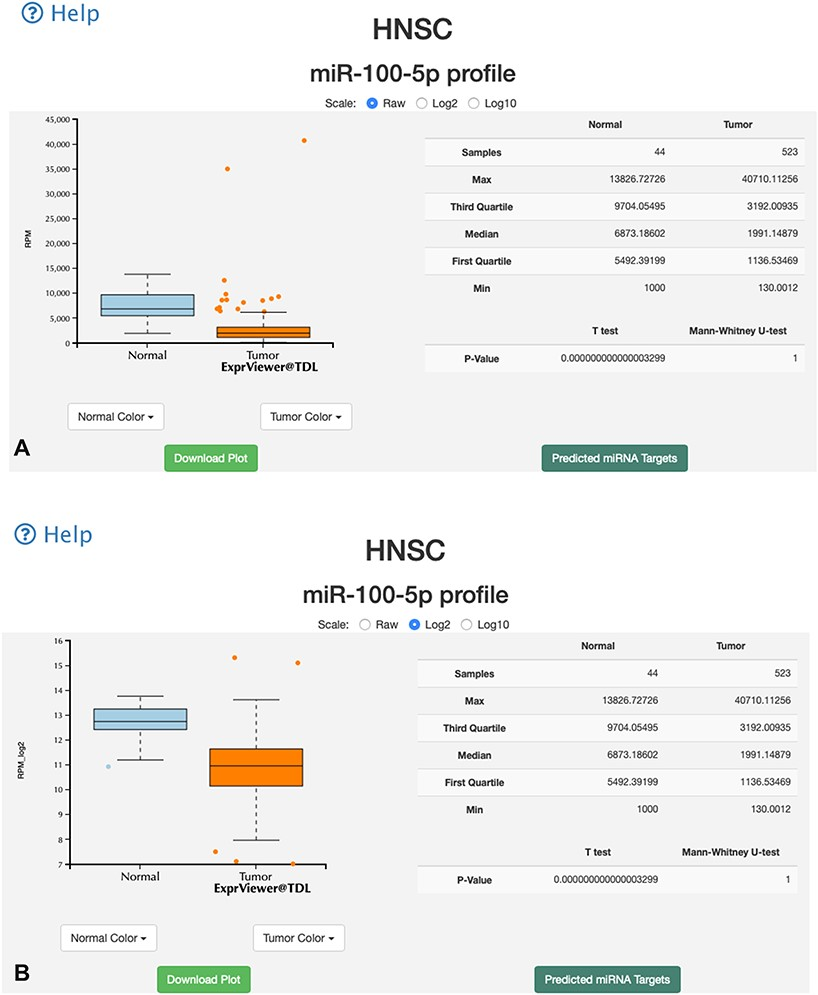 Help
HNSC
miR-100-5p profile
Scale: Raw Log2 Log10
45,000
40,000
35,000
30,000
25,000
20,000
15,000
10,000
5,000
0
RPM
Normal Tumor
ExprViewer@TDL
Normal Tumor
Samples 44 523
Max 13826.72726 40710.11256
Third Quartile 9704.05495 3192.00935
Median 6873.18602 1991.14879
First Quartile 5492.39199 1136.53469
Min 1000 130.0012
T test Mann-Whitney U-test
P-Value 0.000000000000003299 1
Normal Color Tumor Color
A
Download Plot Predicted miRNA Targets
Help
HNSC
miR-100-5p profile
Scale: Raw Log2 Log10
16
15
14
13
12
11
10
9
8
7
RPM_log2
Normal Tumor
ExprViewer@TDL
Normal Tumor
Samples 44 523
Max 13826.72726 40710.11256
Third Quartile 9704.05495 3192.00935
Median 6873.18602 1991.14879
First Quartile 5492.39199 1136.53469
Min 1000 130.0012
T test Mann-Whitney U-test
P-Value 0.000000000000003299 1
Normal Color Tumor Color
B
Download Plot Predicted miRNA Targets